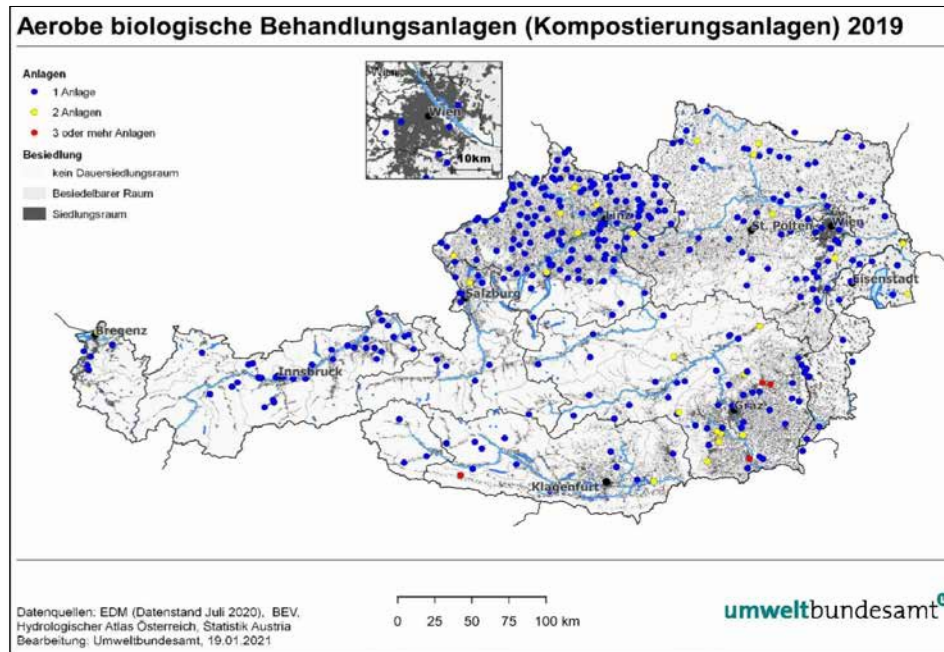 Aerobe biologische Behandlungsanlagen (Kompostierungsanlagen) 2019
Anlagen
1 Anlage
2 Anlagen
3 oder mehr Anlagen
Besiedlung
kein Dauersiedlungsraum
Besiedelbarer Raum
Siedlungsraum
Wien
10km
Linz
St. Pölten
Wien
Eisenstadt
Salzburg
Bregenz
Innsbruck
Graz
Klagenfurt
Datenquellen: EDM (Datenstand Juli 2020), BEV,
Hydrologischer Atlas Österreich, Statistik Austria
Bearbeitung: Umweltbundesamt, 19.01.2021
0 25 50 75 100 km
umweltbundesamt